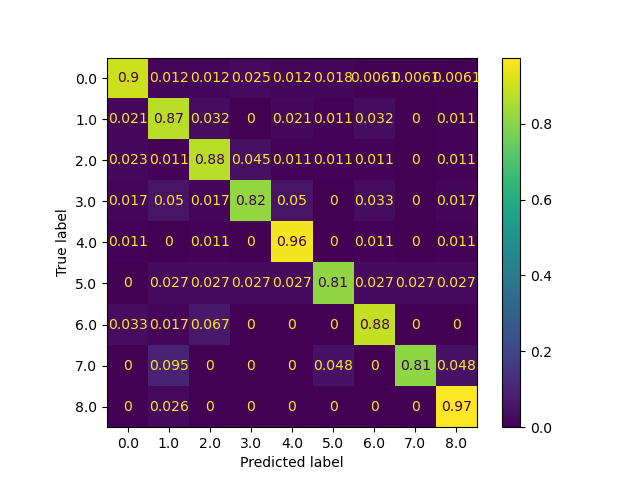 0.0 0.9 0.012 0.012 0.025 0.012 0.018 0.0061 0.0061 0.0061
1.0 0.021 0.87 0.032 0 0.021 0.011 0.032 0 0.011
0.8
2.0 0.023 0.011 0.88 0.045 0.011 0.011 0.011 0 0.011
3.0 0.017 0.05 0.017 0.82 0.05 0 0.033 0 0.017
0.6
True label
4.0 0.011 0 0.011 0 0.96 0 0.011 0 0.011
0.4
5.0 0 0.027 0.027 0.027 0.027 0.81 0.027 0.027 0.027
6.0 0.033 0.017 0.067 0 0 0 0.88 0 0
0.2
7.0 0 0.095 0 0 0 0.048 0 0.81 0.048
8.0 0 0.026 0 0 0 0 0 0 0.97
0.0
0.0 1.0 2.0 3.0 4.0 5.0 6.0 7.0 8.0
Predicted label